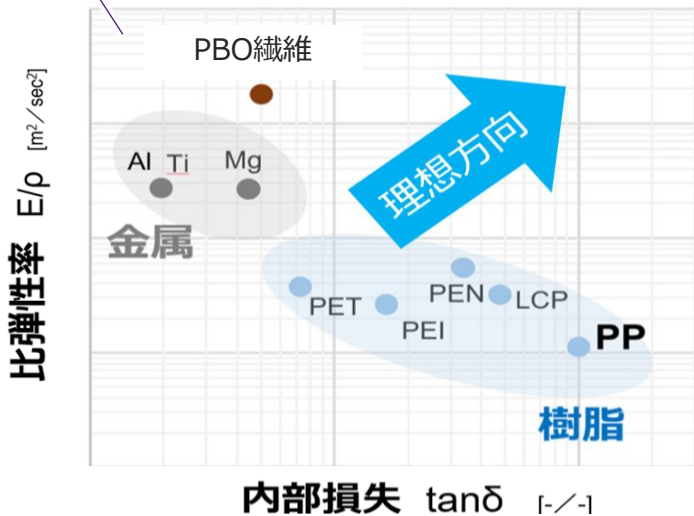 PBO繊維
比弾性率 E/ρ [m²／sec²]
理想方向
Al Ti Mg
金属
PET
PEI
PEN
LCP
PP
樹脂
内部損失 tanδ [-／-]